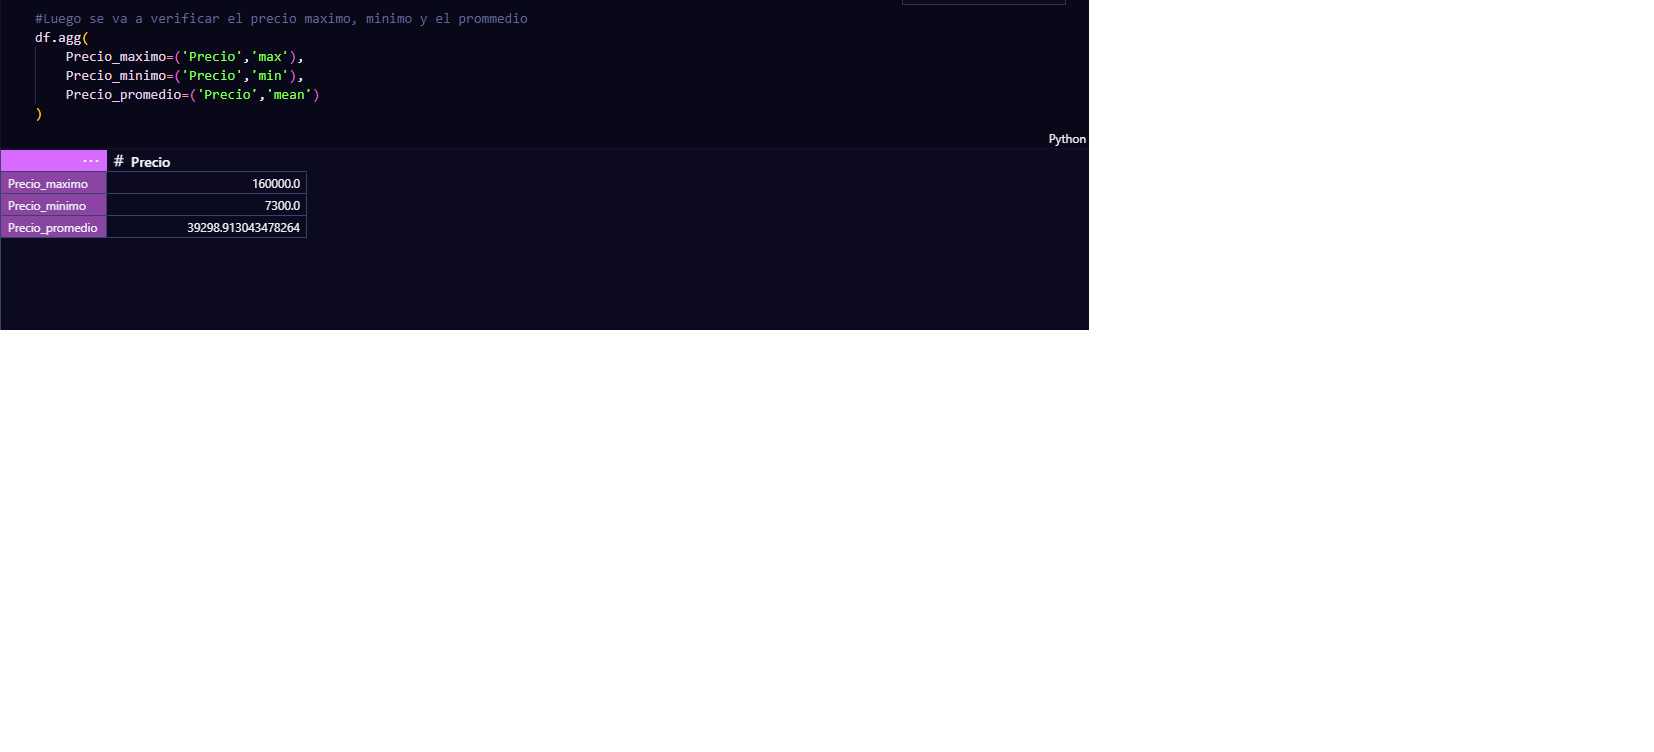 #Luego se va a verificar el precio maximo, minimo y el prommedio
df.agg(
    Precio_maximo=('Precio','max'),
    Precio_minimo=('Precio','min'),
    Precio_promedio=('Precio','mean')
)
Python
... # Precio
Precio_maximo 160000.0
Precio_minimo 7300.0
Precio_promedio 39298.913043478264